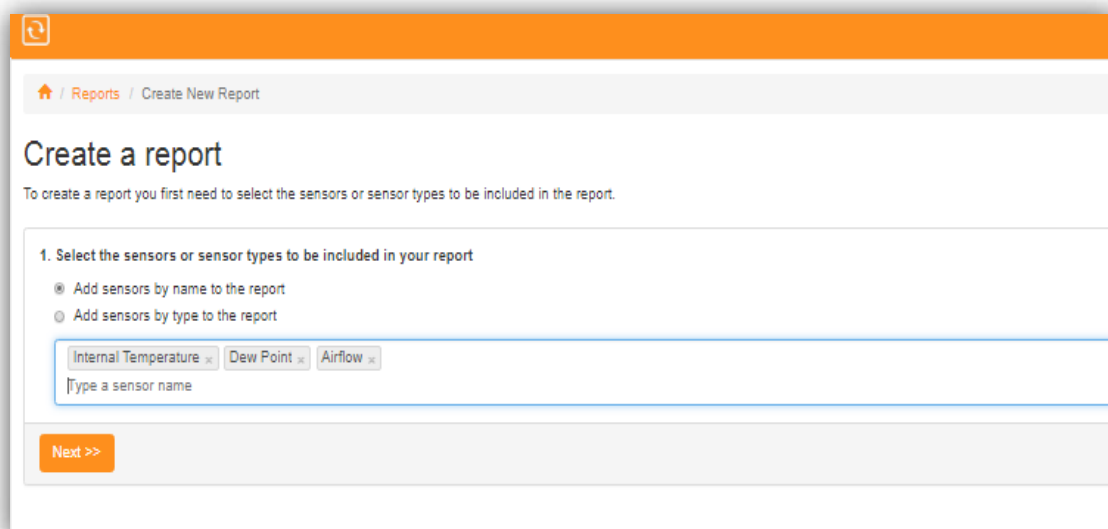 / Reports / Create New Report
Create a report
To create a report you first need to select the sensors or sensor types to be included in the report.
1. Select the sensors or sensor types to be included in your report
Add sensors by name to the report
Add sensors by type to the report
Internal Temperature × Dew Point × Airflow ×
Type a sensor name
Next >>